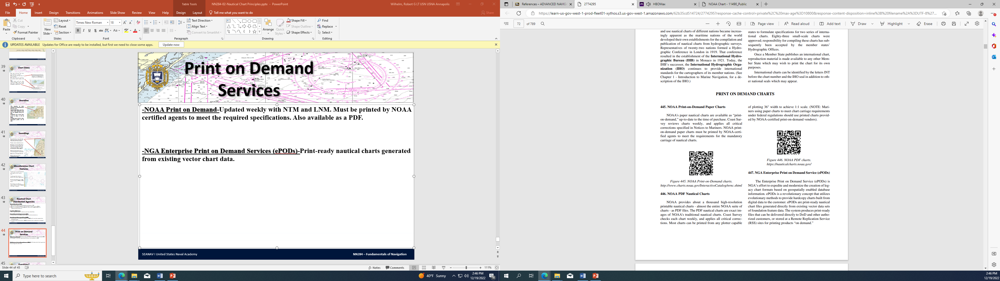 NN284-02-Nautical Chart Principles.pptx - PowerPoint
Table Tools
Wilhelm, Robert G LT USN USNA Annapolis
File Home Insert Design Transitions Animations Slide Show Review View Help Design Layout Tell me what you want to do Share
Cut
Copy
Format Painter
Paste
Clipboard
New
Slide
Layout
Reset
Section
Slides
Times New Roman 18
B I U S abc AV Aa A
Font
Text Direction
Align Text
Convert to SmartArt
Paragraph
Arrange
Quick
Styles
Shape Fill
Shape Outline
Shape Effects
Drawing
Find
Replace
Select
Editing
UPDATES AVAILABLE Updates for Office are ready to be installed, but first we need to close some apps. Update now
39
Chart Dates
40
Shoreline
41
Soundings
42
Miscellaneous Chart
Features
43
Nautical Chart
Distribution Agencies
44
Print on Demand
Services
45
Questions?
Print on Demand
Services
-NOAA Print on Demand-Updated weekly with NTM and LNM. Must be printed by NOAA
certified agents to meet the required specifications. Also available as a PDF.
-NGA Enterprise Print on Demand Services (ePODs)-Print-ready nautical charts generated
from existing vector chart data.
SEANAV I United States Naval Academy
NN284 – Fundamentals of Navigation
Slide 44 of 45
Notes Comments 111%
Type here to search
40°F Sunny
2:46 PM
12/19/2022
18
References – ADVANCED NAVIG
2774295
HBOMax
NOAA Chart - 11490_Public
https://learn-us-gov-west-1-prod-fleet01-xythos.s3.us-gov-west-1.amazonaws.com/62b35cd514724/2774295?response-cache-control=private%2C%20max-age%3D10800&response-content-disposition=inline%3B%20filename%2A%3DUTF-8%27...
72 of 789
Page view Read aloud Add text Draw Highlight Erase
and use nautical charts of different nations became increas-
ingly apparent as the maritime nations of the world
developed their own establishments for the compilation and
publication of nautical charts from hydrographic surveys.
Representatives of twenty-two nations formed a Hydro-
graphic Conference in London in 1919. That conference
resulted in the establishment of the International Hydro-
graphic Bureau (IHB) in Monaco in 1921. Today, the
IHB's successor, the International Hydrographic Orga-
nization (IHO) continues to provide international
standards for the cartographers of its member nations. (See
Chapter 1 - Introduction to Marine Navigation, for a de-
scription of the IHO.)
states to formulate specifications for two series of interna-
tional charts. Eighty-three small-scale charts were
approved; responsibility for compiling these charts has sub-
sequently been accepted by the member states'
Hydrographic Offices.
Once a Member State publishes an international chart,
reproduction material is made available to any other Mem-
ber State which may wish to print the chart for its own
purposes.
International charts can be identified by the letters INT
before the chart number and the IHO seal in addition to oth-
er national seals which may appear.
PRINT ON DEMAND CHARTS
445. NOAA Print-on-Demand Paper Charts
NOAA's paper nautical charts are available as "print-
on-demand," up-to-date to the time of purchase. Coast Sur-
vey reviews charts weekly, and applies all critical
corrections specified in Notices to Mariners. NOAA print-
on-demand paper charts must be printed by NOAA-certi-
fied agents to meet the requirements for the mandatory
carriage of nautical charts.
Figure 445. NOAA Print-on-Demand charts.
http://www.charts.noaa.gov/InteractiveCatalog/nrnc.shtml
446. NOAA PDF Nautical Charts
NOAA provides about a thousand high-resolution
printable nautical charts - almost the entire NOAA suite of
charts - as PDF files. The PDF nautical charts are exact im-
ages of NOAA's traditional nautical charts. Coast Survey
checks each chart weekly, and applies all critical correc-
tions. Most charts can be printed from any plotter capable
of plotting 36" width to achieve 1:1 scale. (NOTE: Mari-
ners using paper charts to meet chart carriage requirements
under federal regulations should use printed charts provid-
ed by NOAA-certified print-on-demand vendors).
Figure 446. NOAA PDF charts.
https://nauticalcharts.noaa.gov/
447. NGA Enterprise Print on Demand Service (ePODs)
The Enterprise Print on Demand Service (ePODs) is
NGA's effort to expedite and modernize the creation of leg-
acy chart formats based on geospatially enabled database
information. ePODs is a revolutionary concept that utilizes
evolutionary methods to provide hardcopy charts built from
digital data to the customer. ePODs are print-ready nautical
chart files generated directly from existing vector data sets
of foundation feature data. The system produces print-ready
files that can be delivered directly to DoD and other autho-
rized customers, or stored at a Remote Replication Service
(RSS) sites for printing products "on demand."
2:46 PM
12/19/2022